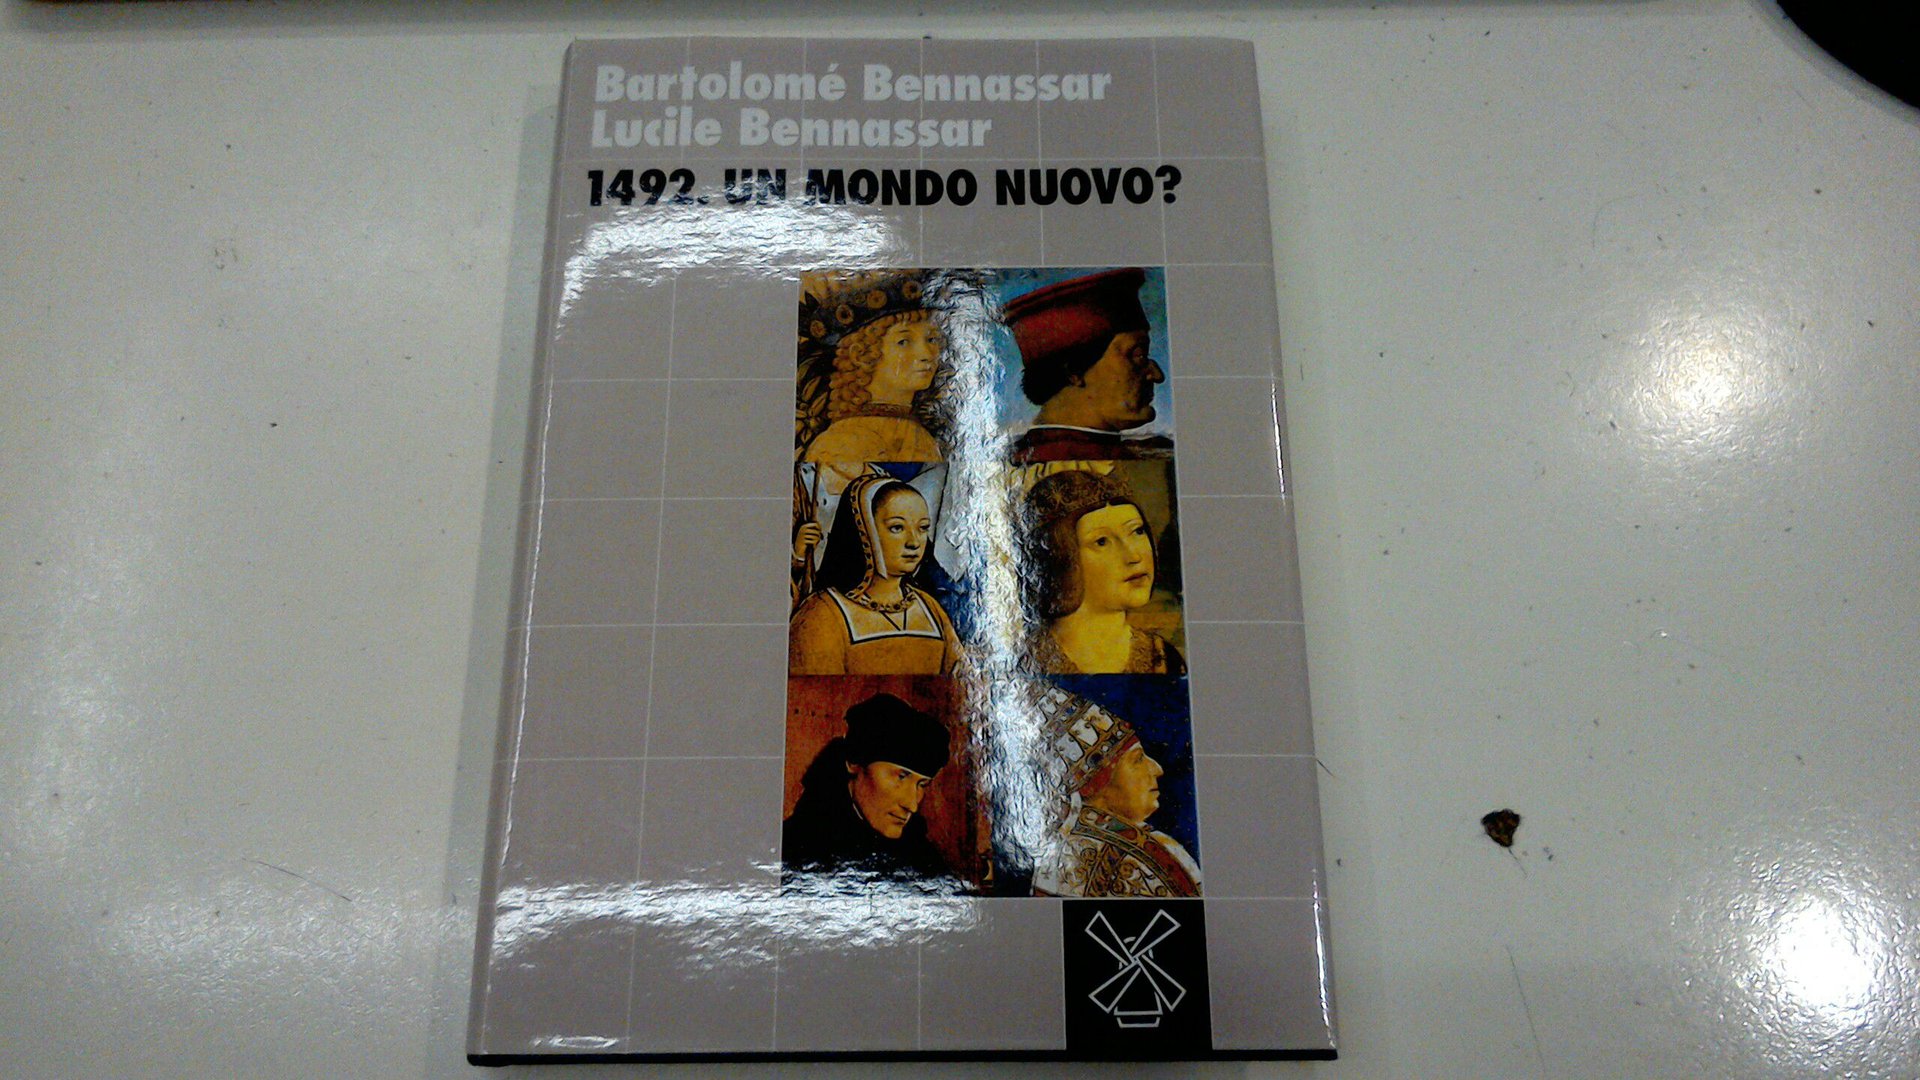 Bartolomé Bennassar
Lucile Bennassar
1492. UN MONDO NUOVO?